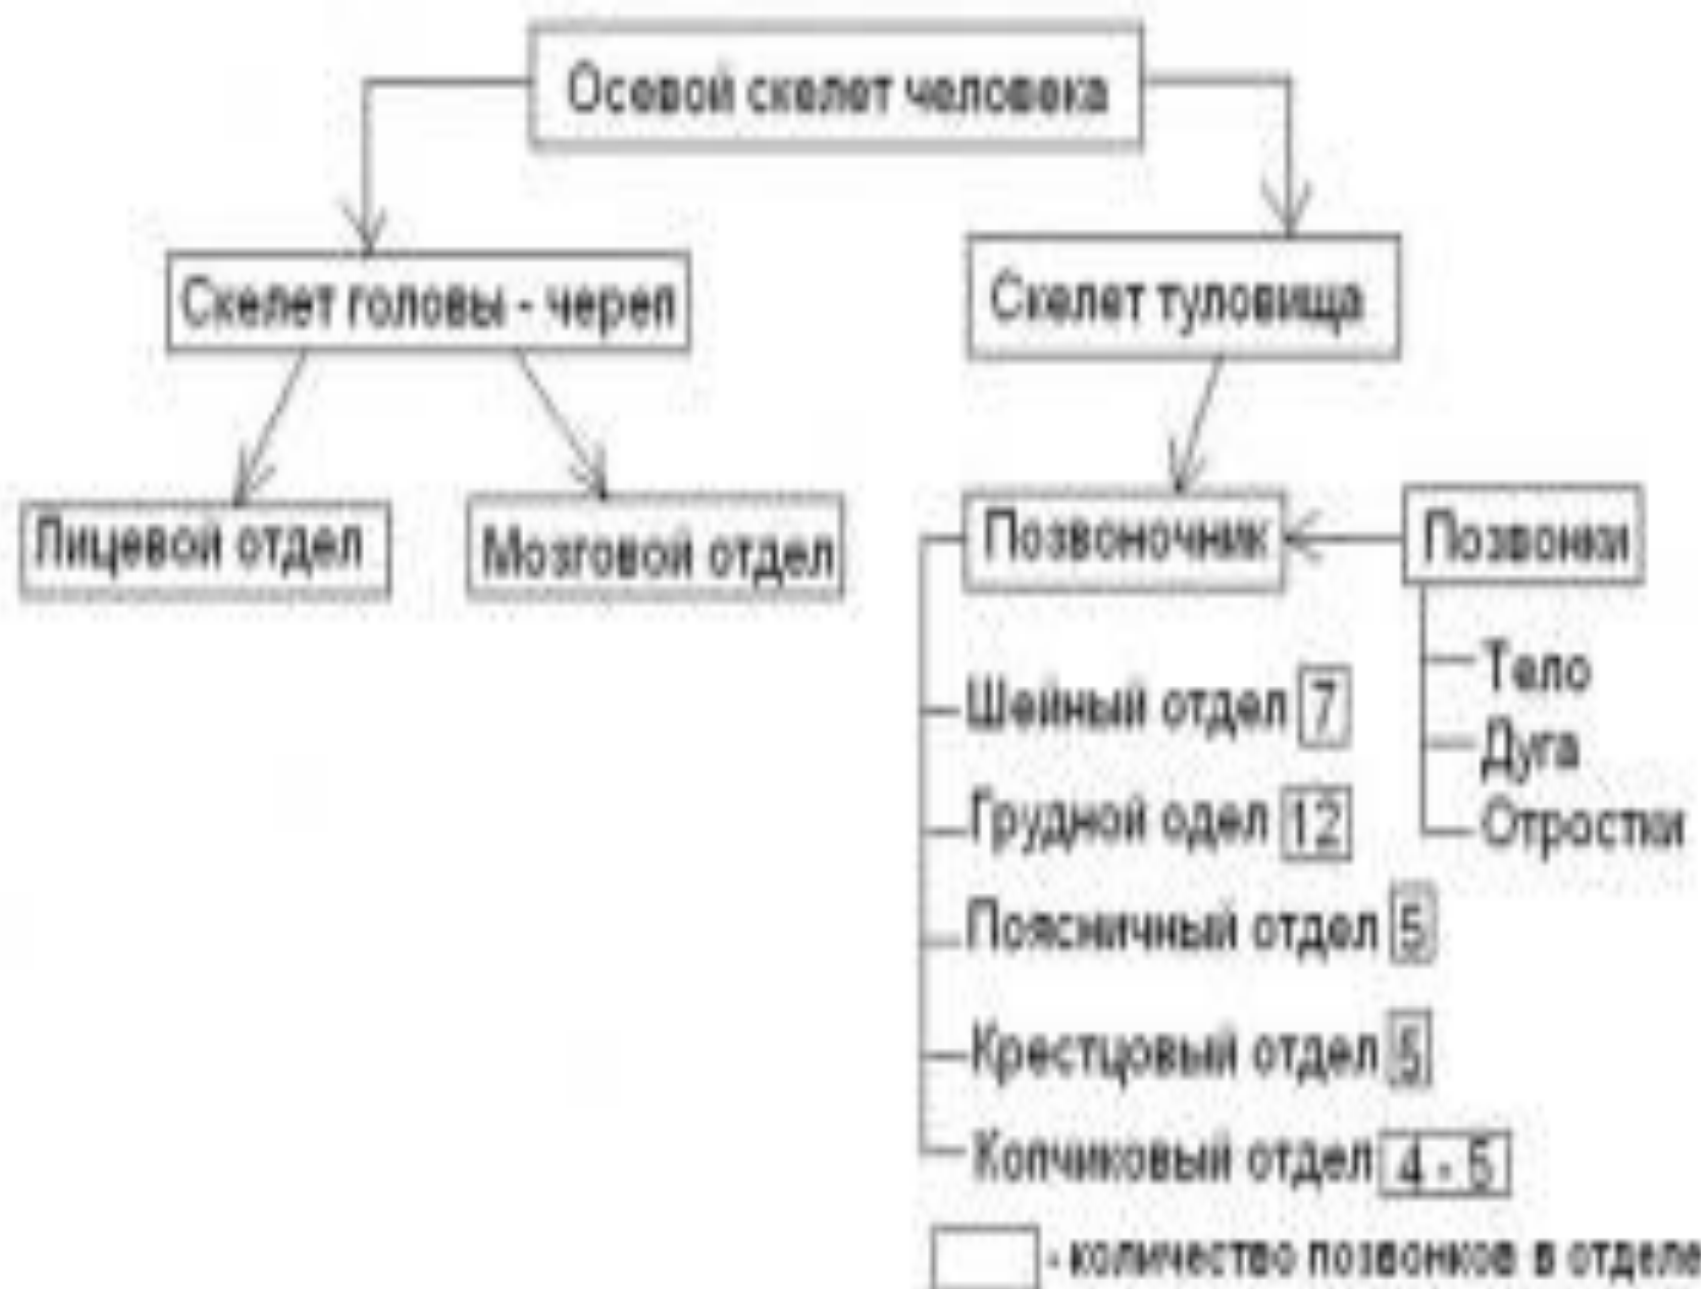 Осевой скелет человека
Скелет головы - череп
Скелет туловища
Лицевой отдел
Мозговой отдел
Позвоночник
Позвонки
Тело
Дуга
Отростки
Шейный отдел 7
Грудной одел 12
Поясничный отдел 5
Крестцовый отдел 5
Копчиковый отдел 4 - 5
- количество позвонков в отделе